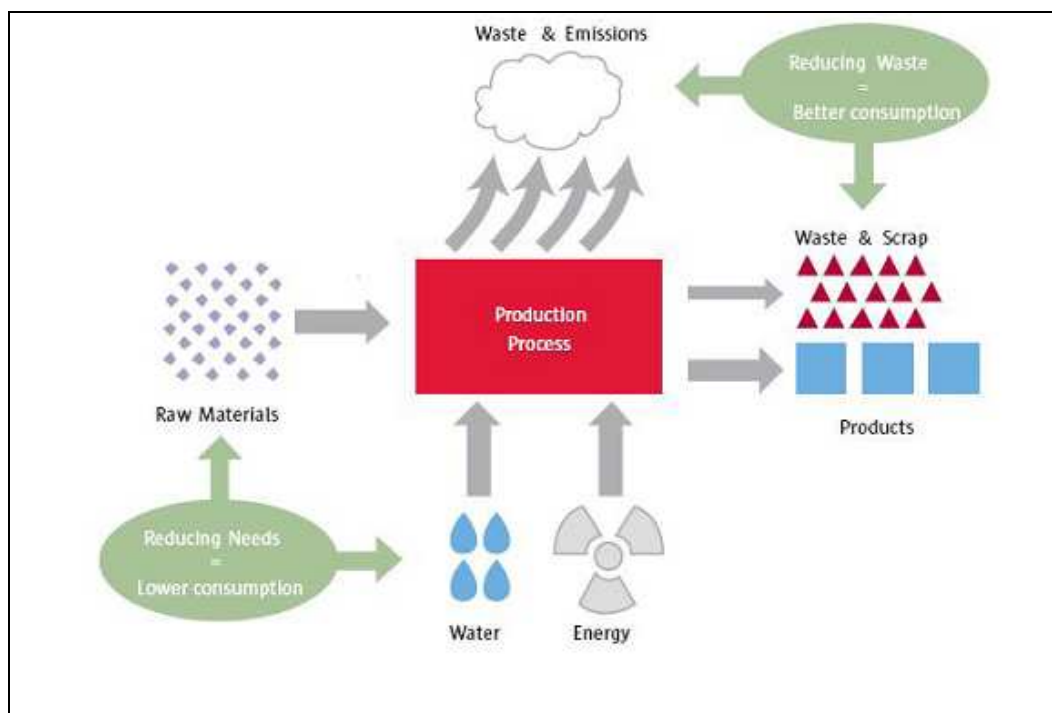 Waste & Emissions
Reducing Waste
=
Better consumption
Waste & Scrap
Production
Process
Raw Materials
Products
Reducing Needs
=
Lower consumption
Water
Energy